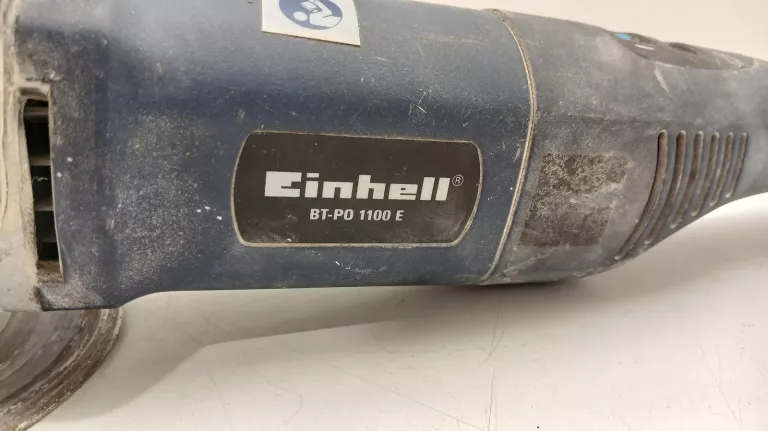 Einhell®
BT-PO 1100 E